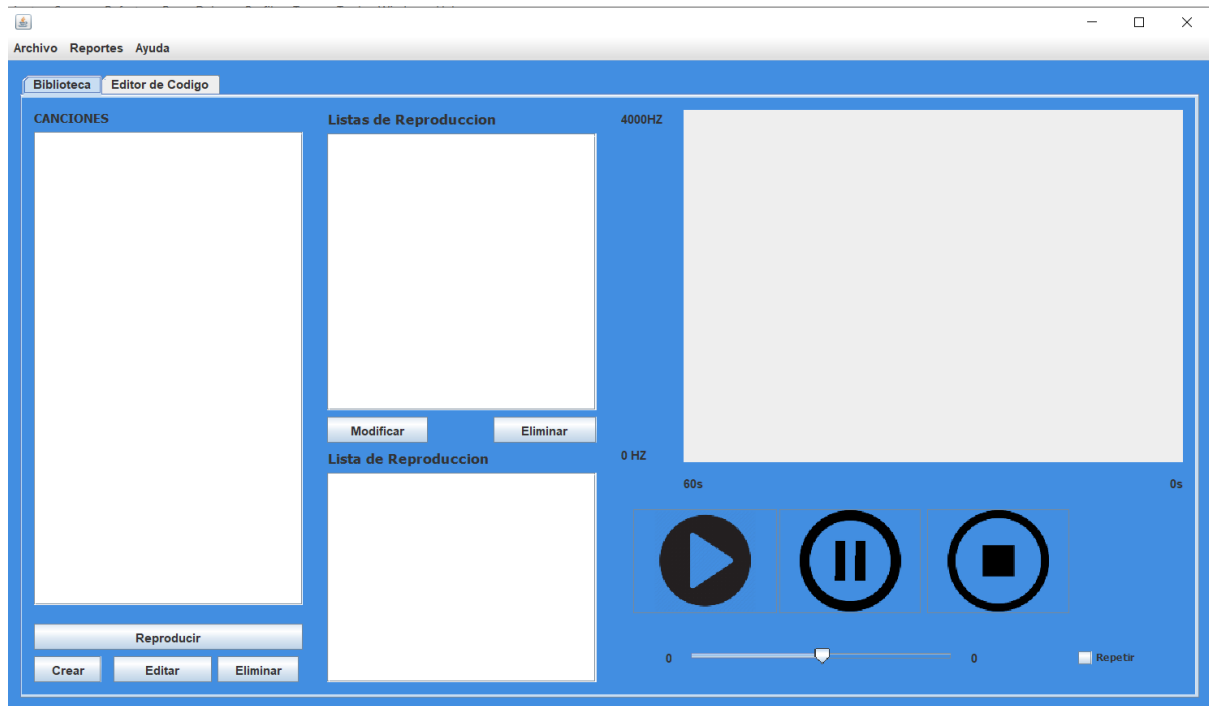 Archivo Reportes Ayuda
Biblioteca Editor de Codigo
CANCIONES
Reproducir
Crear Editar Eliminar
Listas de Reproduccion
Modificar Eliminar
Lista de Reproduccion
4000HZ
0 HZ
60s 0s
0 0 Repetir